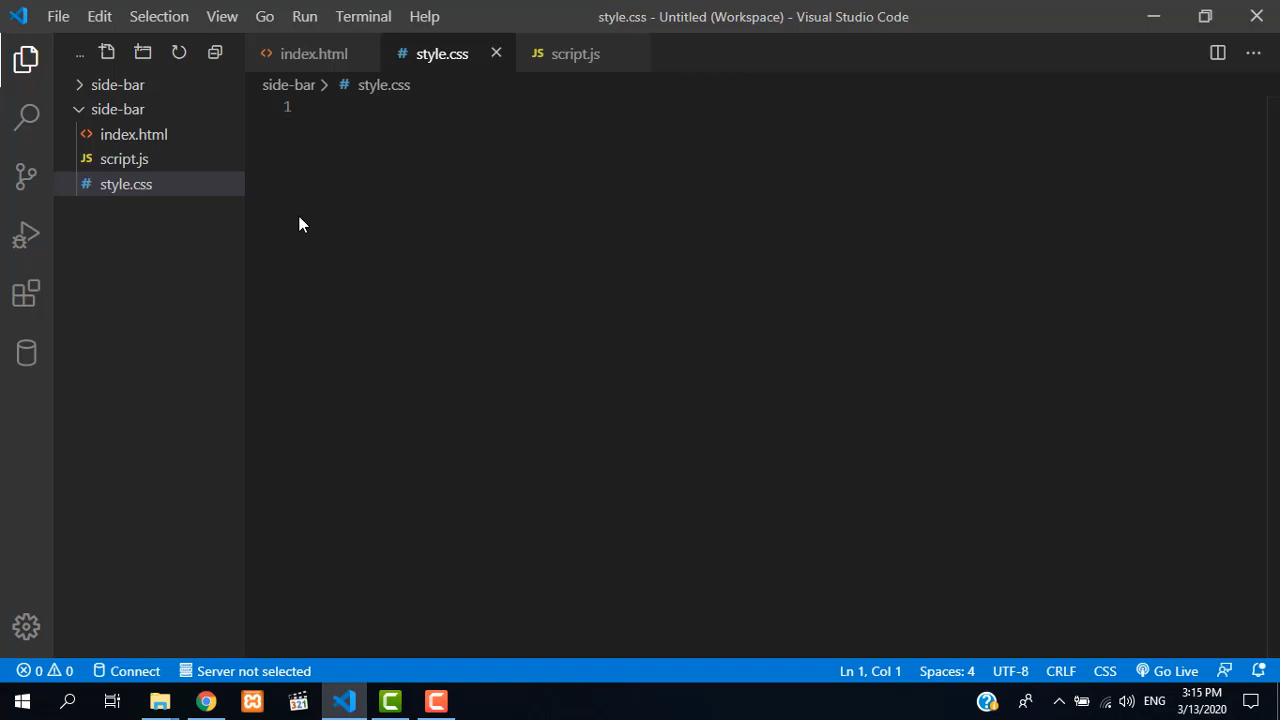 File Edit Selection View Go Run Terminal Help style.css - Untitled (Workspace) - Visual Studio Code
... index.html style.css script.js
side-bar side-bar style.css
1
side-bar
index.html
script.js
style.css
0 0 Connect Server not selected Ln 1, Col 1 Spaces: 4 UTF-8 CRLF CSS Go Live
321 ENG 3:15 PM
3/13/2020